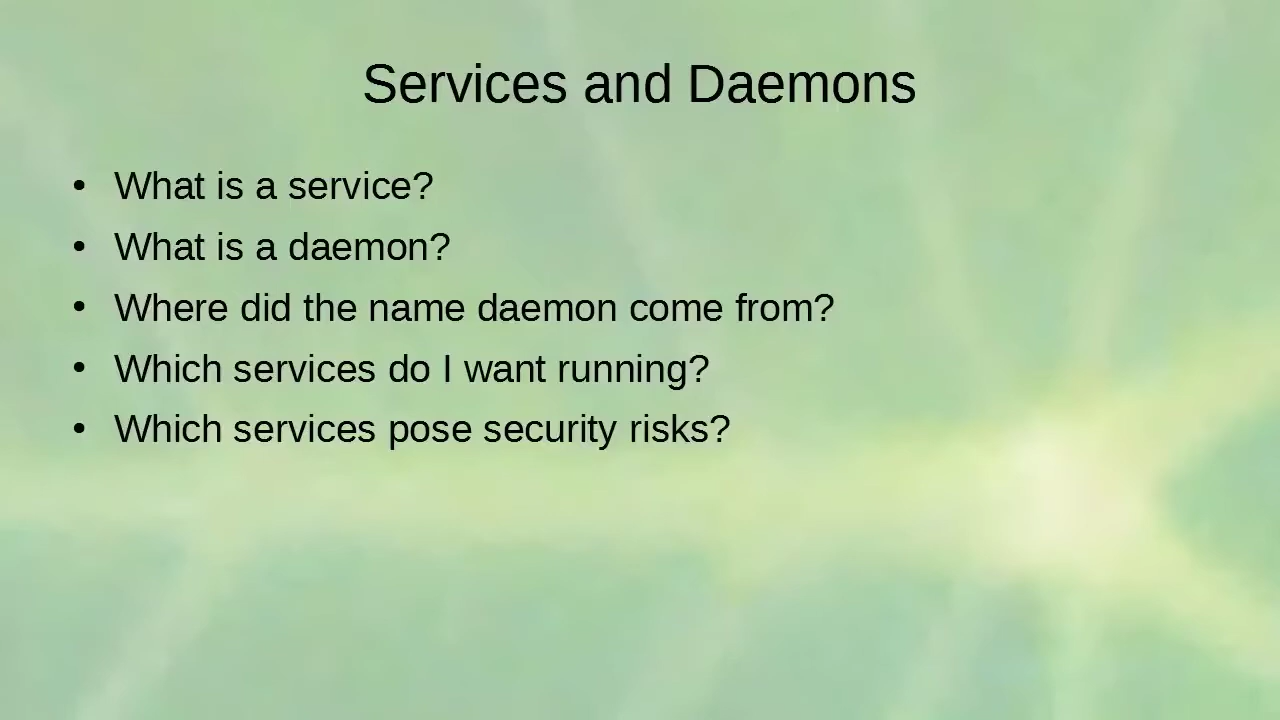 Services and Daemons
• What is a service?
• What is a daemon?
• Where did the name daemon come from?
• Which services do I want running?
• Which services pose security risks?